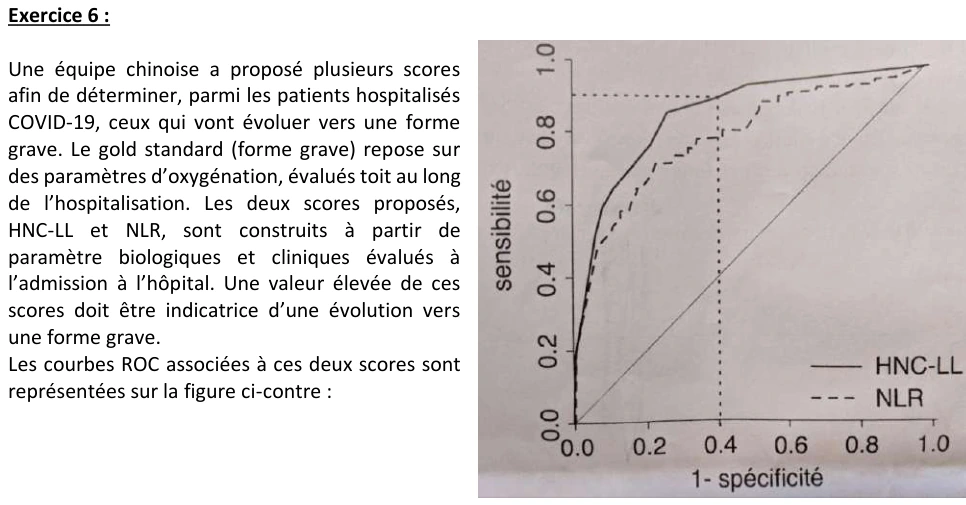 Exercice 6 :
Une équipe chinoise a proposé plusieurs scores
afin de déterminer, parmi les patients hospitalisés
COVID-19, ceux qui vont évoluer vers une forme
grave. Le gold standard (forme grave) repose sur
des paramètres d’oxygénation, évalués toit au long
de l’hospitalisation. Les deux scores proposés,
HNC-LL et NLR, sont construits à partir de
paramètre biologiques et cliniques évalués à
l’admission à l’hôpital. Une valeur élevée de ces
scores doit être indicatrice d’une évolution vers
une forme grave.
Les courbes ROC associées à ces deux scores sont
représentées sur la figure ci-contre :
sensibilité
1.0
0.8
0.6
0.4
0.2
0.0
HNC-LL
NLR
0.0 0.2 0.4 0.6 0.8 1.0
1- spécificité